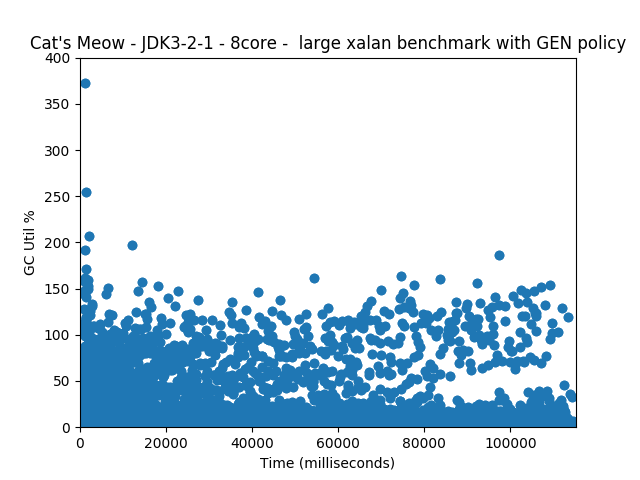 Cat's Meow - JDK3-2-1 - 8core -  large xalan benchmark with GEN policy
400
350
300
250
200
150
100
50
0
GC Util %
0 20000 40000 60000 80000 100000
Time (milliseconds)